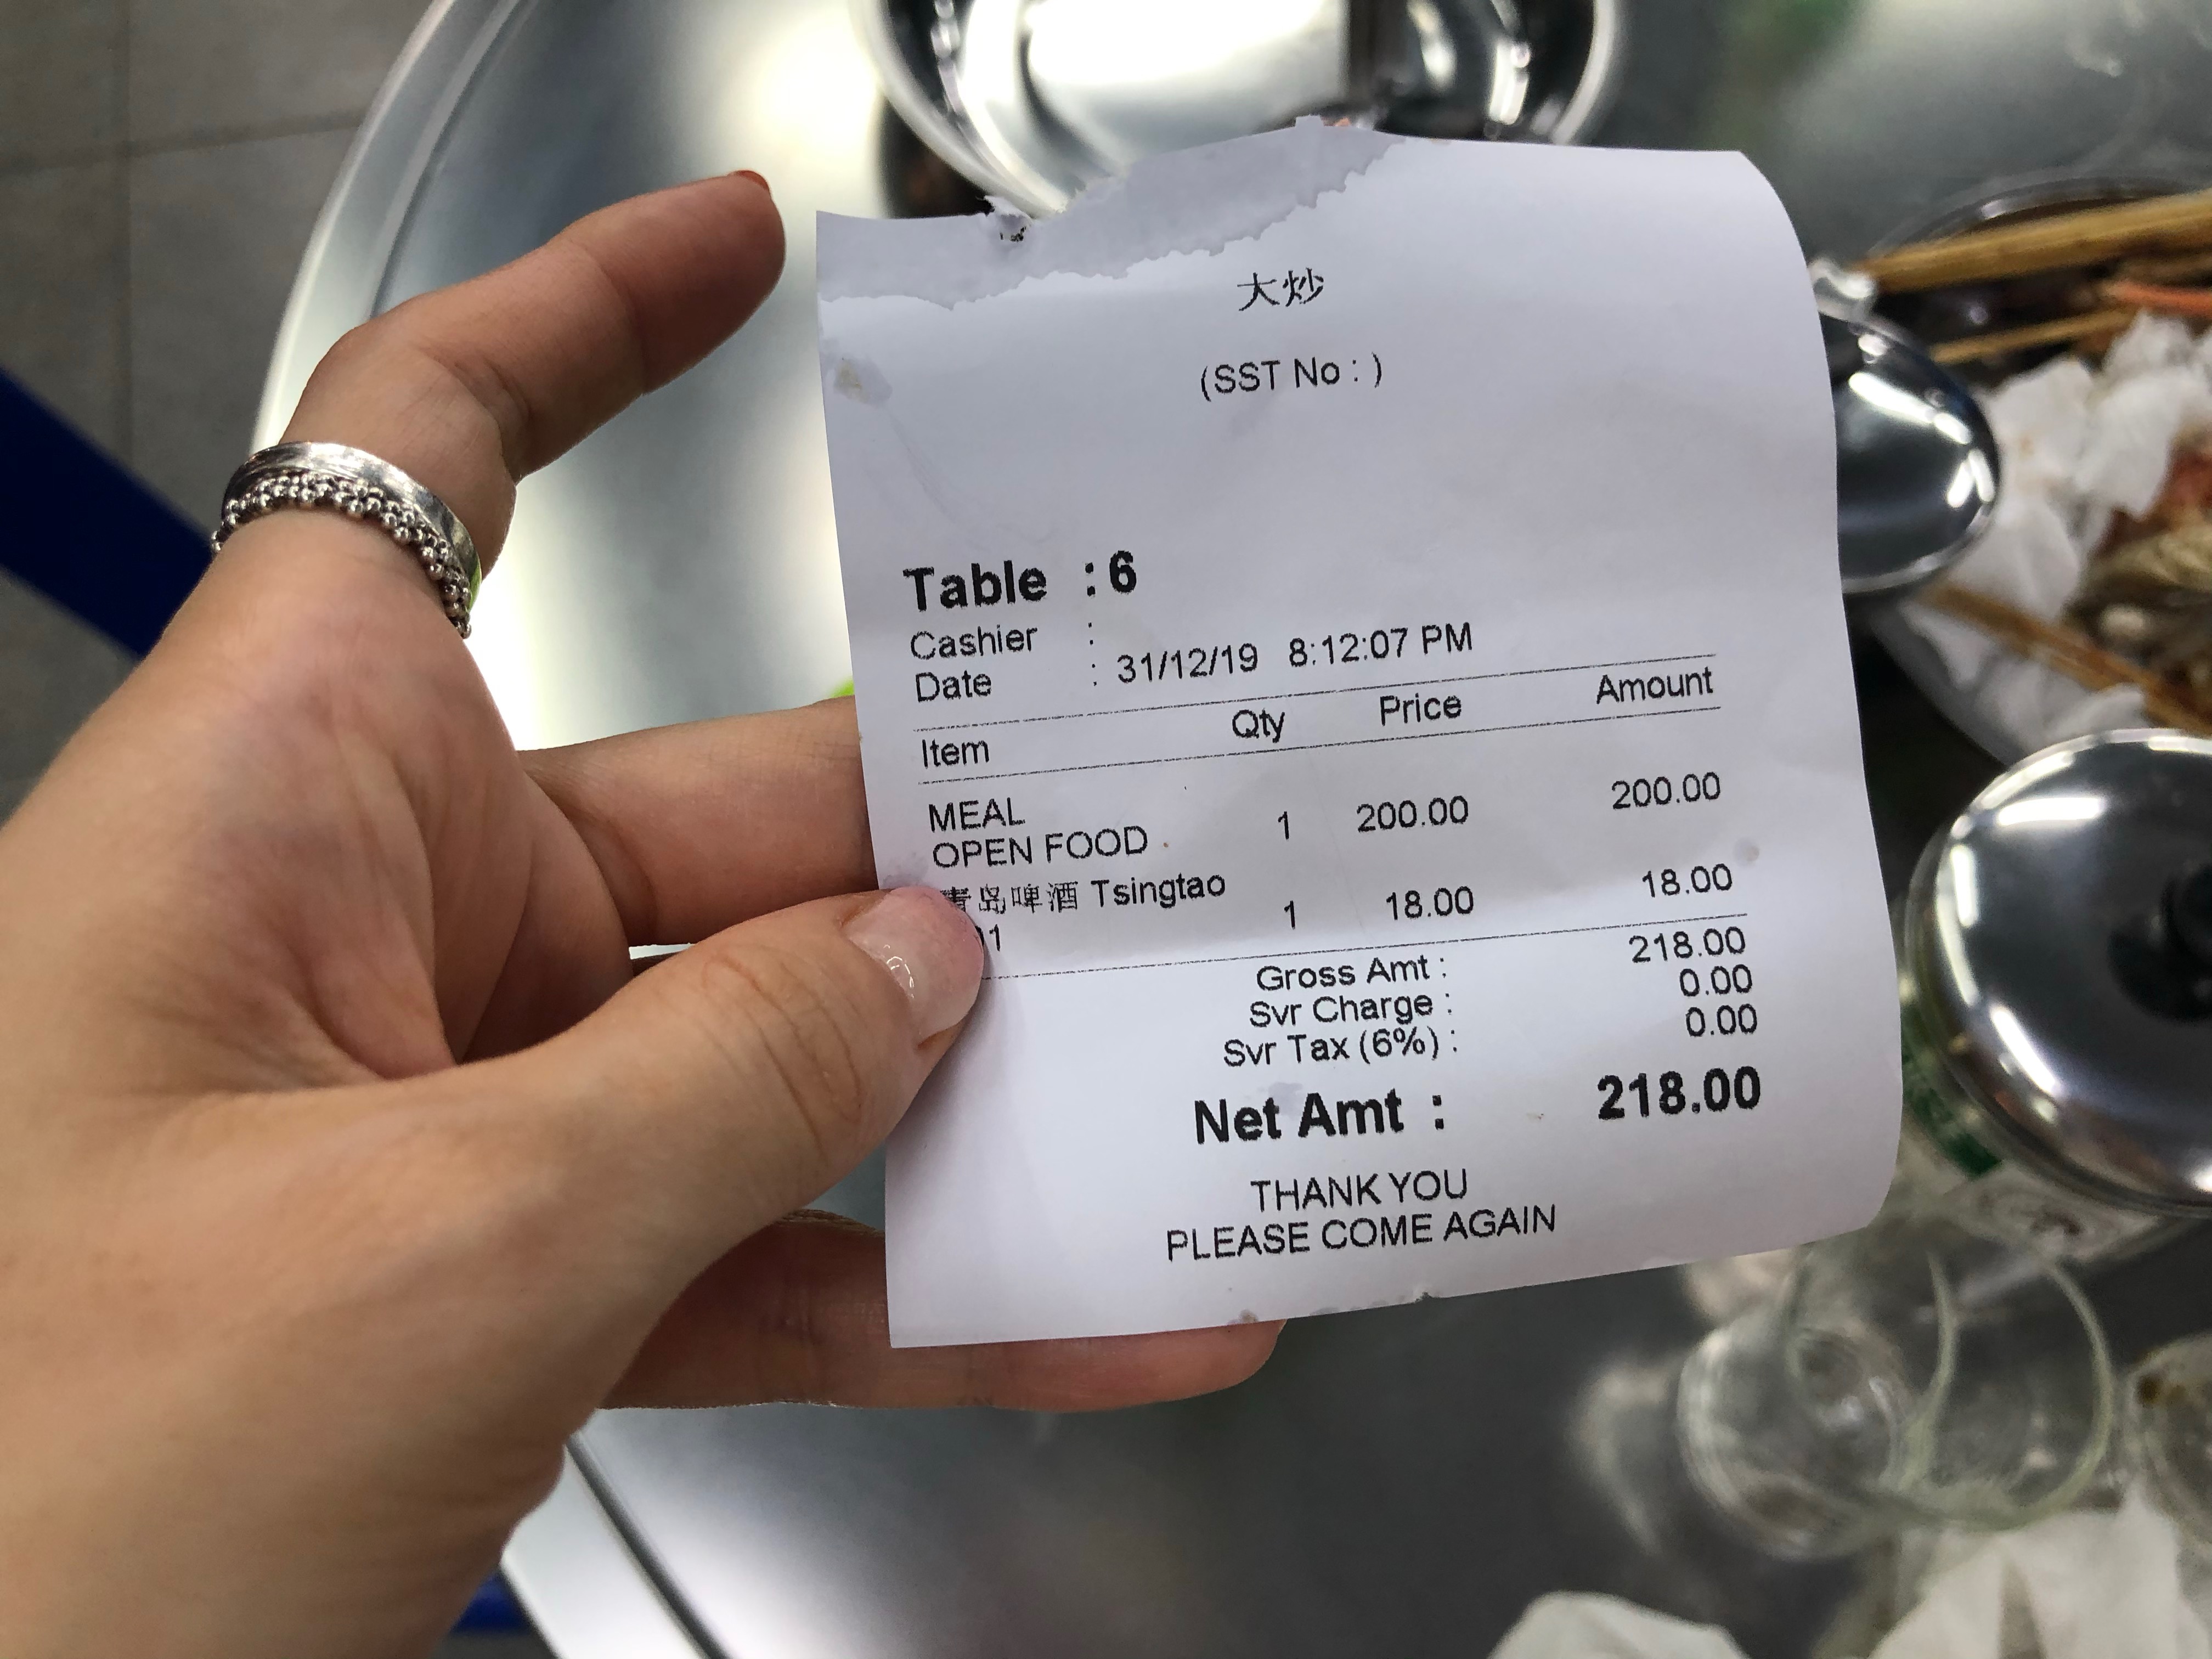 大炒
(SST No : )
Table : 6
Cashier :
Date : 31/12/19 8:12:07 PM
Item Qty Price Amount
MEAL
OPEN FOOD 1 200.00 200.00
青岛啤酒 Tsingtao
1 18.00 18.00
Gross Amt : 218.00
Svr Charge : 0.00
Svr Tax (6%) : 0.00
Net Amt : 218.00
THANK YOU
PLEASE COME AGAIN